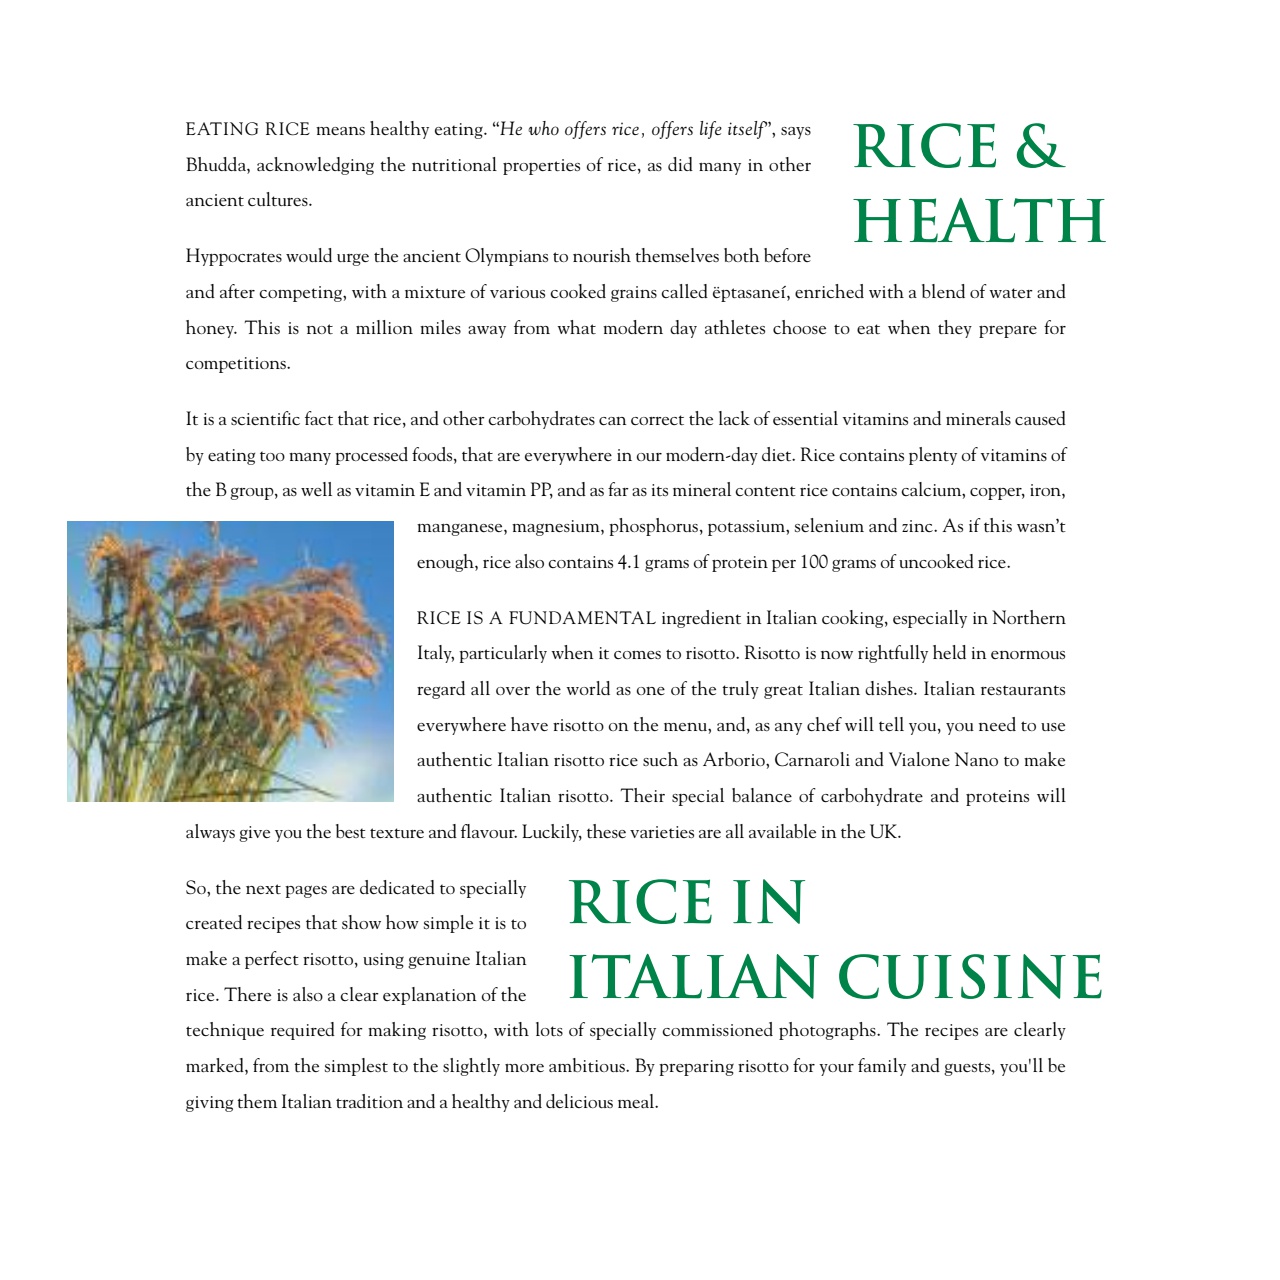 RICE &
HEALTH
EATING RICE means healthy eating. “He who offers rice, offers life itself”, says
Bhudda, acknowledging the nutritional properties of rice, as did many in other
ancient cultures.
Hyppocrates would urge the ancient Olympians to nourish themselves both before
and after competing, with a mixture of various cooked grains called ëptasaneí, enriched with a blend of water and
honey. This is not a million miles away from what modern day athletes choose to eat when they prepare for
competitions.
It is a scientific fact that rice, and other carbohydrates can correct the lack of essential vitamins and minerals caused
by eating too many processed foods, that are everywhere in our modern-day diet. Rice contains plenty of vitamins of
the B group, as well as vitamin E and vitamin PP, and as far as its mineral content rice contains calcium, copper, iron,
manganese, magnesium, phosphorus, potassium, selenium and zinc. As if this wasn’t
enough, rice also contains 4.1 grams of protein per 100 grams of uncooked rice.
RICE IS A FUNDAMENTAL ingredient in Italian cooking, especially in Northern
Italy, particularly when it comes to risotto. Risotto is now rightfully held in enormous
regard all over the world as one of the truly great Italian dishes. Italian restaurants
everywhere have risotto on the menu, and, as any chef will tell you, you need to use
authentic Italian risotto rice such as Arborio, Carnaroli and Vialone Nano to make
authentic Italian risotto. Their special balance of carbohydrate and proteins will
always give you the best texture and flavour. Luckily, these varieties are all available in the UK.
RICE IN
ITALIAN CUISINE
So, the next pages are dedicated to specially
created recipes that show how simple it is to
make a perfect risotto, using genuine Italian
rice. There is also a clear explanation of the
technique required for making risotto, with lots of specially commissioned photographs. The recipes are clearly
marked, from the simplest to the slightly more ambitious. By preparing risotto for your family and guests, you'll be
giving them Italian tradition and a healthy and delicious meal.